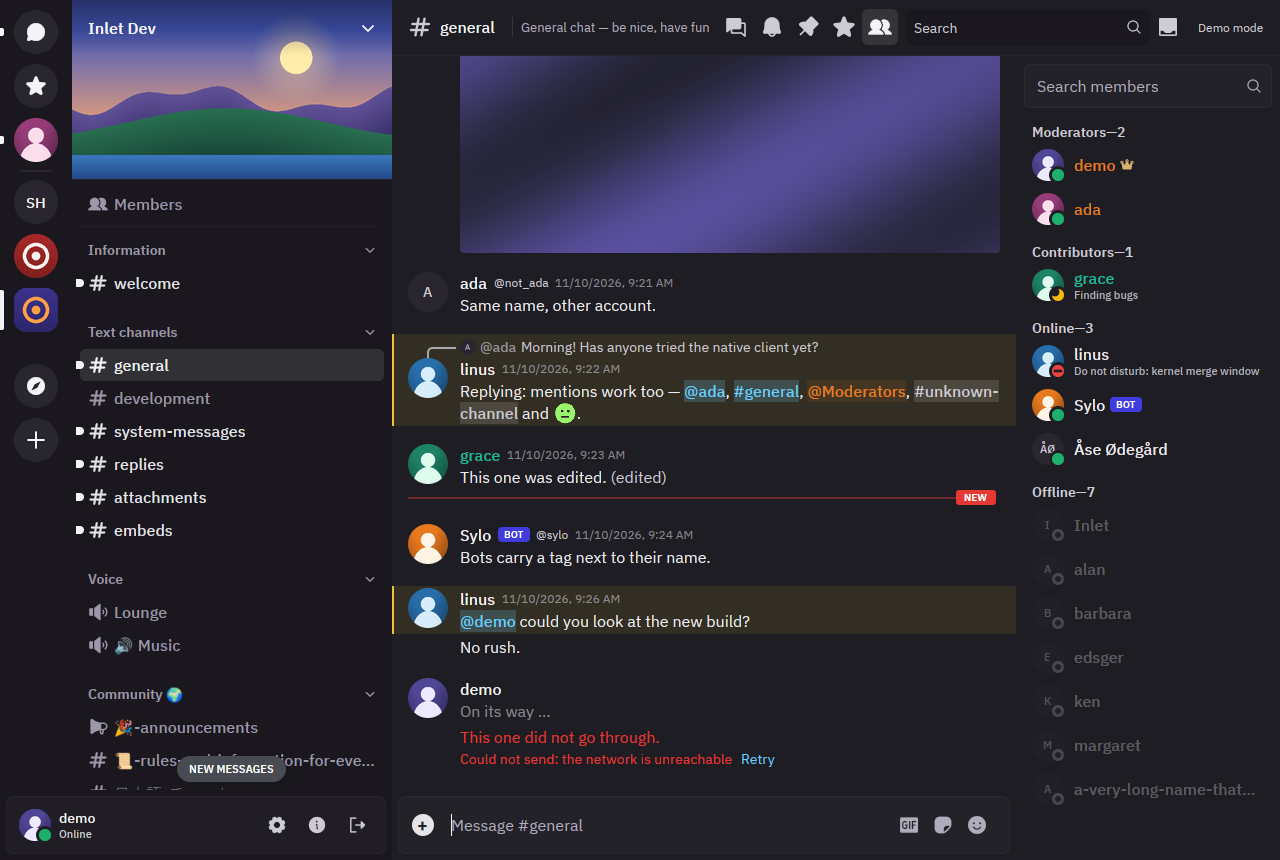 SH
Inlet Dev
Members
Information
welcome
Text channels
general
development
system-messages
replies
attachments
embeds
Voice
Lounge
🔊 Music
Community 🌍
🎉-announcements
NEW MESSAGES
demo
Online
# general
General chat — be nice, have fun
Search
Demo mode
A
ada @not_ada 11/10/2026, 9:21 AM
Same name, other account.
A @ada Morning! Has anyone tried the native client yet?
linus 11/10/2026, 9:22 AM
Replying: mentions work too — @ada, #general, @Moderators, #unknown-
channel and 😐.
grace 11/10/2026, 9:23 AM
This one was edited. (edited)
NEW
Sylo BOT @sylo 11/10/2026, 9:24 AM
Bots carry a tag next to their name.
linus 11/10/2026, 9:26 AM
@demo could you look at the new build?
No rush.
demo
On its way ...
This one did not go through.
Could not send: the network is unreachable Retry
Message #general
GIF
Search members
Moderators—2
demo
ada
Contributors—1
grace
Finding bugs
Online—3
linus
Do not disturb: kernel merge window
Sylo BOT
ÅØ Åse Ødegård
Offline—7
I Inlet
A alan
B barbara
E edsger
K ken
M margaret
A a-very-long-name-that...